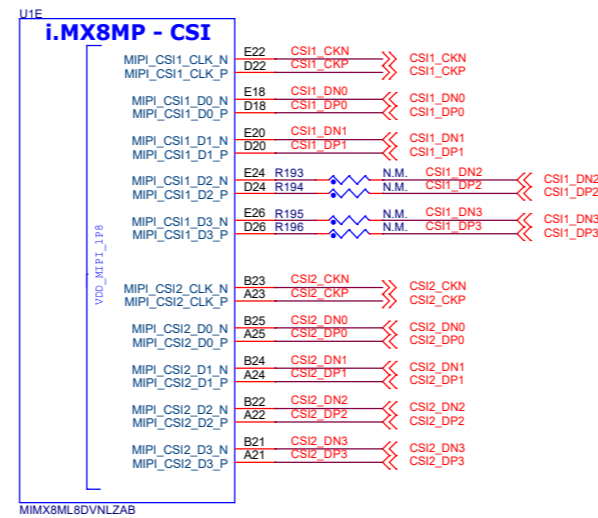 U1E
i.MX8MP - CSI
VDD_MIPI_1P8
MIPI_CSI1_CLK_N E22 CSI1_CKN CSI1_CKN
MIPI_CSI1_CLK_P D22 CSI1_CKP CSI1_CKP
MIPI_CSI1_D0_N E18 CSI1_DN0 CSI1_DN0
MIPI_CSI1_D0_P D18 CSI1_DP0 CSI1_DP0
MIPI_CSI1_D1_N E20 CSI1_DN1 CSI1_DN1
MIPI_CSI1_D1_P D20 CSI1_DP1 CSI1_DP1
MIPI_CSI1_D2_N E24 R193 N.M. CSI1_DN2 CSI1_DN2
MIPI_CSI1_D2_P D24 R194 N.M. CSI1_DP2 CSI1_DP2
MIPI_CSI1_D3_N E26 R195 N.M. CSI1_DN3 CSI1_DN3
MIPI_CSI1_D3_P D26 R196 N.M. CSI1_DP3 CSI1_DP3
MIPI_CSI2_CLK_N B23 CSI2_CKN CSI2_CKN
MIPI_CSI2_CLK_P A23 CSI2_CKP CSI2_CKP
MIPI_CSI2_D0_N B25 CSI2_DN0 CSI2_DN0
MIPI_CSI2_D0_P A25 CSI2_DP0 CSI2_DP0
MIPI_CSI2_D1_N B24 CSI2_DN1 CSI2_DN1
MIPI_CSI2_D1_P A24 CSI2_DP1 CSI2_DP1
MIPI_CSI2_D2_N B22 CSI2_DN2 CSI2_DN2
MIPI_CSI2_D2_P A22 CSI2_DP2 CSI2_DP2
MIPI_CSI2_D3_N B21 CSI2_DN3 CSI2_DN3
MIPI_CSI2_D3_P A21 CSI2_DP3 CSI2_DP3
MIMX8ML8DVNLZAB